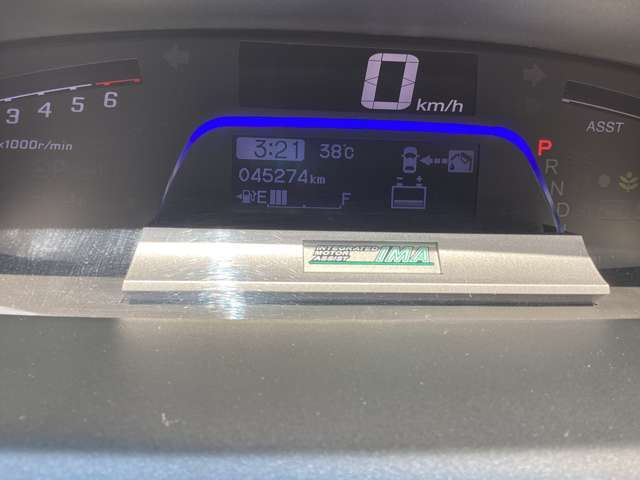 0 km/h
3 4 5 6
x1000r/min
ASST
3:21 38°C
045274km
E F
- +
P
R
N
D
INTEGRATED
MOTOR
ASSIST
IMA